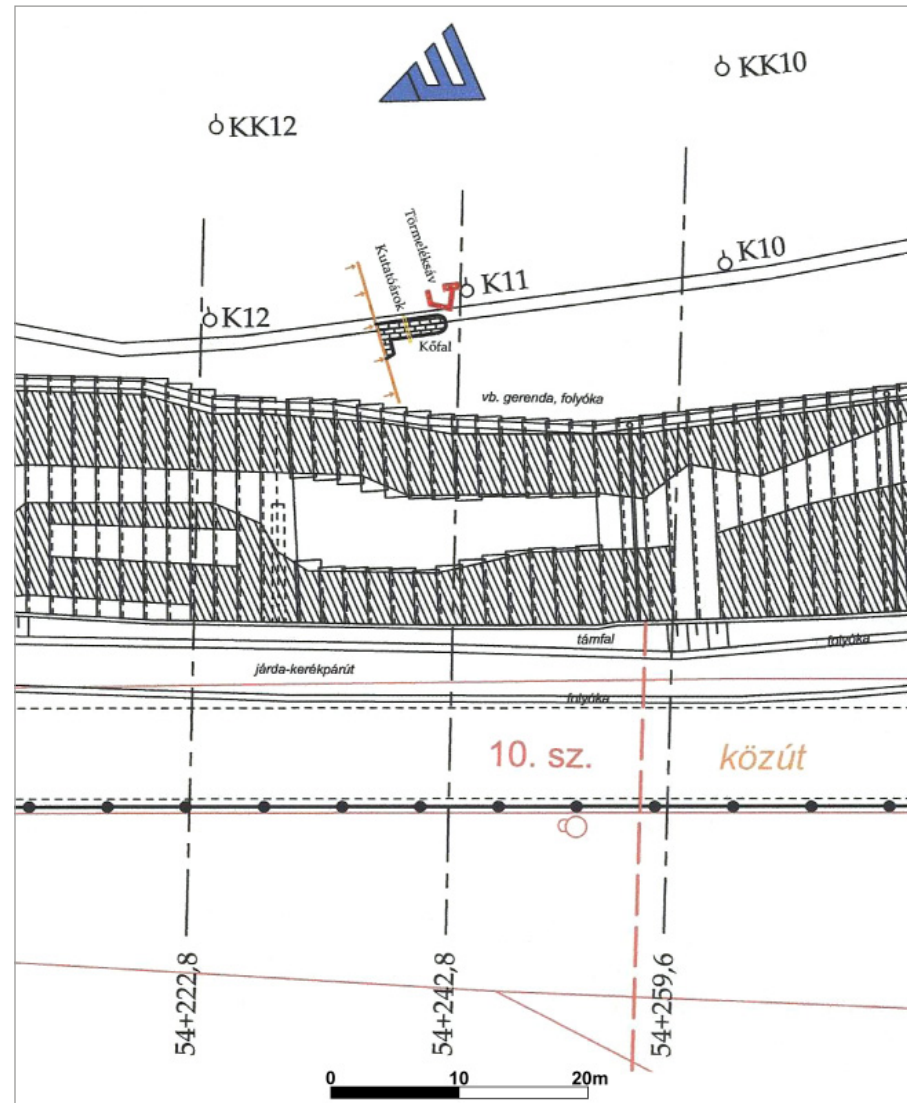 KK10
KK12
Törmeléksáv
Kutatóárok
K10
K11
K12
Kőfal
vb. gerenda, folyóka
támfal
folyóka
járda-kerékpárút
folyóka
10. sz.
közút
54+222,8
54+242,8
54+259,6
0
10
20m